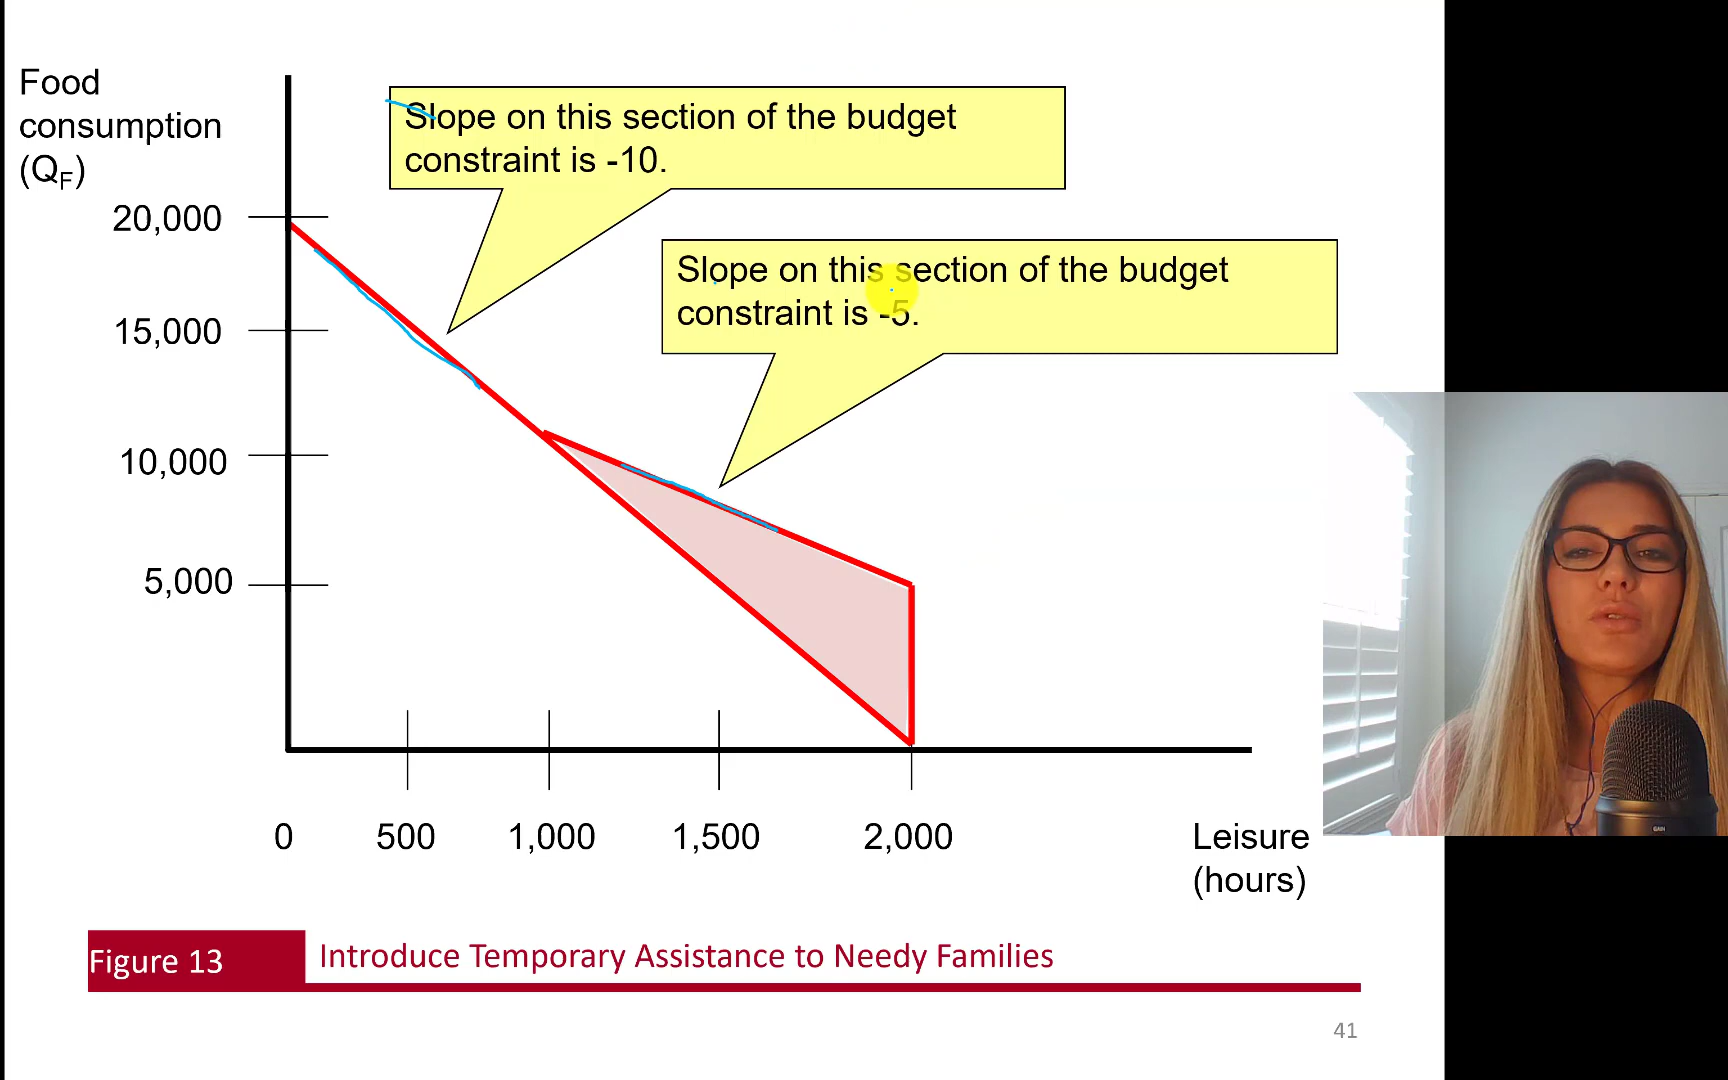 Food
consumption
(QF)
Slope on this section of the budget
constraint is -10.
Slope on this section of the budget
constraint is -5.
20,000
15,000
10,000
5,000
0 500 1,000 1,500 2,000
Leisure
(hours)
Figure 13 Introduce Temporary Assistance to Needy Families
41
GAIN